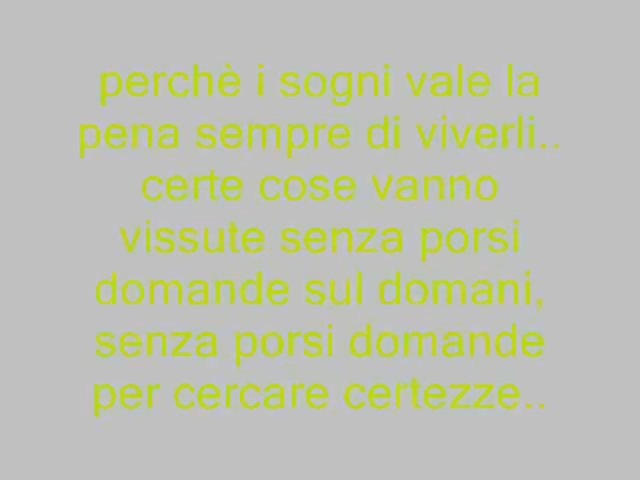 perchè i sogni vale la
pena sempre di viverli..
certe cose vanno
vissute senza porsi
domande sul domani,
senza porsi domande
per cercare certezze..